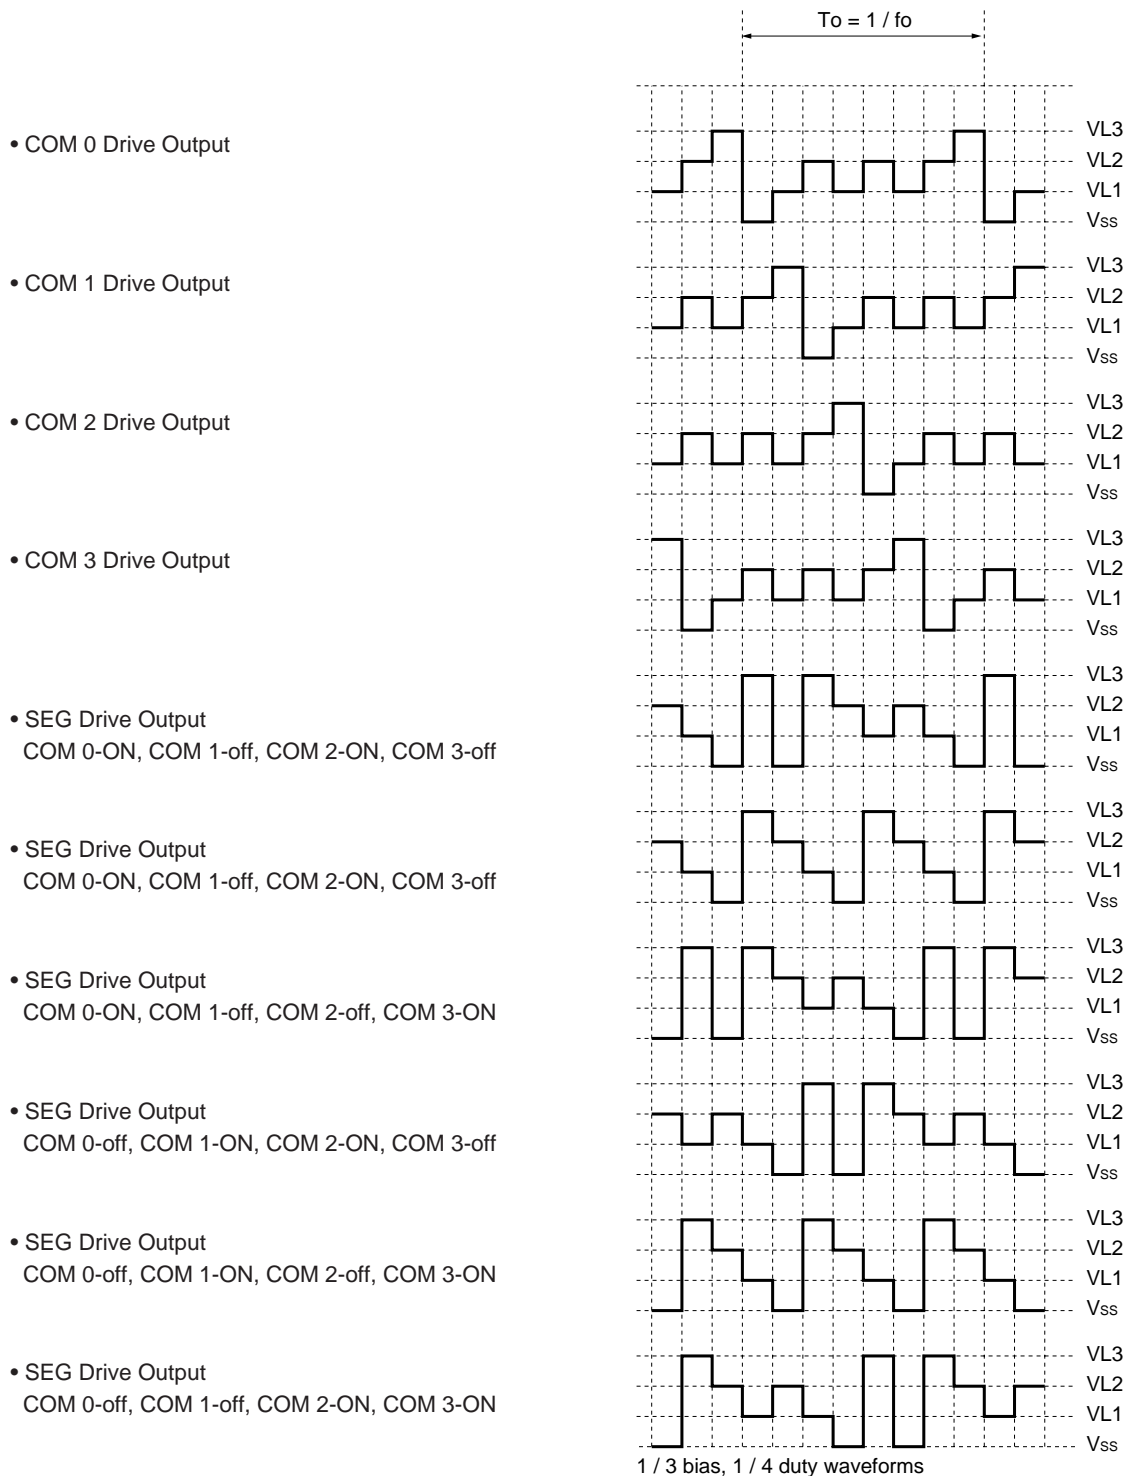 To = 1 / fo
• COM 0 Drive Output
VL3
VL2
VL1
Vss
• COM 1 Drive Output
VL3
VL2
VL1
Vss
• COM 2 Drive Output
VL3
VL2
VL1
Vss
• COM 3 Drive Output
VL3
VL2
VL1
Vss
• SEG Drive Output
COM 0-ON, COM 1-off, COM 2-ON, COM 3-off
VL3
VL2
VL1
Vss
• SEG Drive Output
COM 0-ON, COM 1-off, COM 2-ON, COM 3-off
VL3
VL2
VL1
Vss
• SEG Drive Output
COM 0-ON, COM 1-off, COM 2-off, COM 3-ON
VL3
VL2
VL1
Vss
• SEG Drive Output
COM 0-off, COM 1-ON, COM 2-ON, COM 3-off
VL3
VL2
VL1
Vss
• SEG Drive Output
COM 0-off, COM 1-ON, COM 2-off, COM 3-ON
VL3
VL2
VL1
Vss
• SEG Drive Output
COM 0-off, COM 1-off, COM 2-ON, COM 3-ON
VL3
VL2
VL1
Vss
1 / 3 bias, 1 / 4 duty waveforms